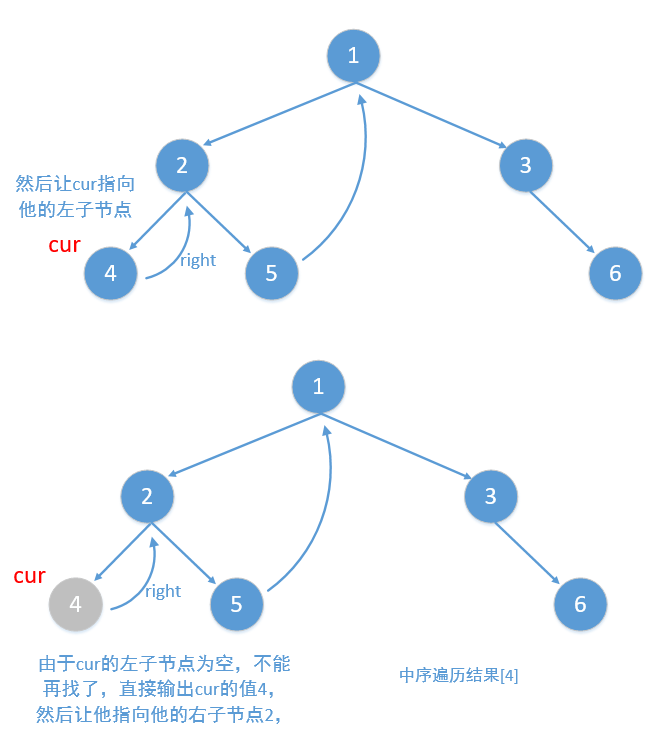 1
2
3
然后让cur指向
他的左子节点
cur
4
right
5
6
1
2
3
cur
4
right
5
6
由于cur的左子节点为空，不能
再找了，直接输出cur的值4，
然后让他指向他的右子节点2，
中序遍历结果[4]